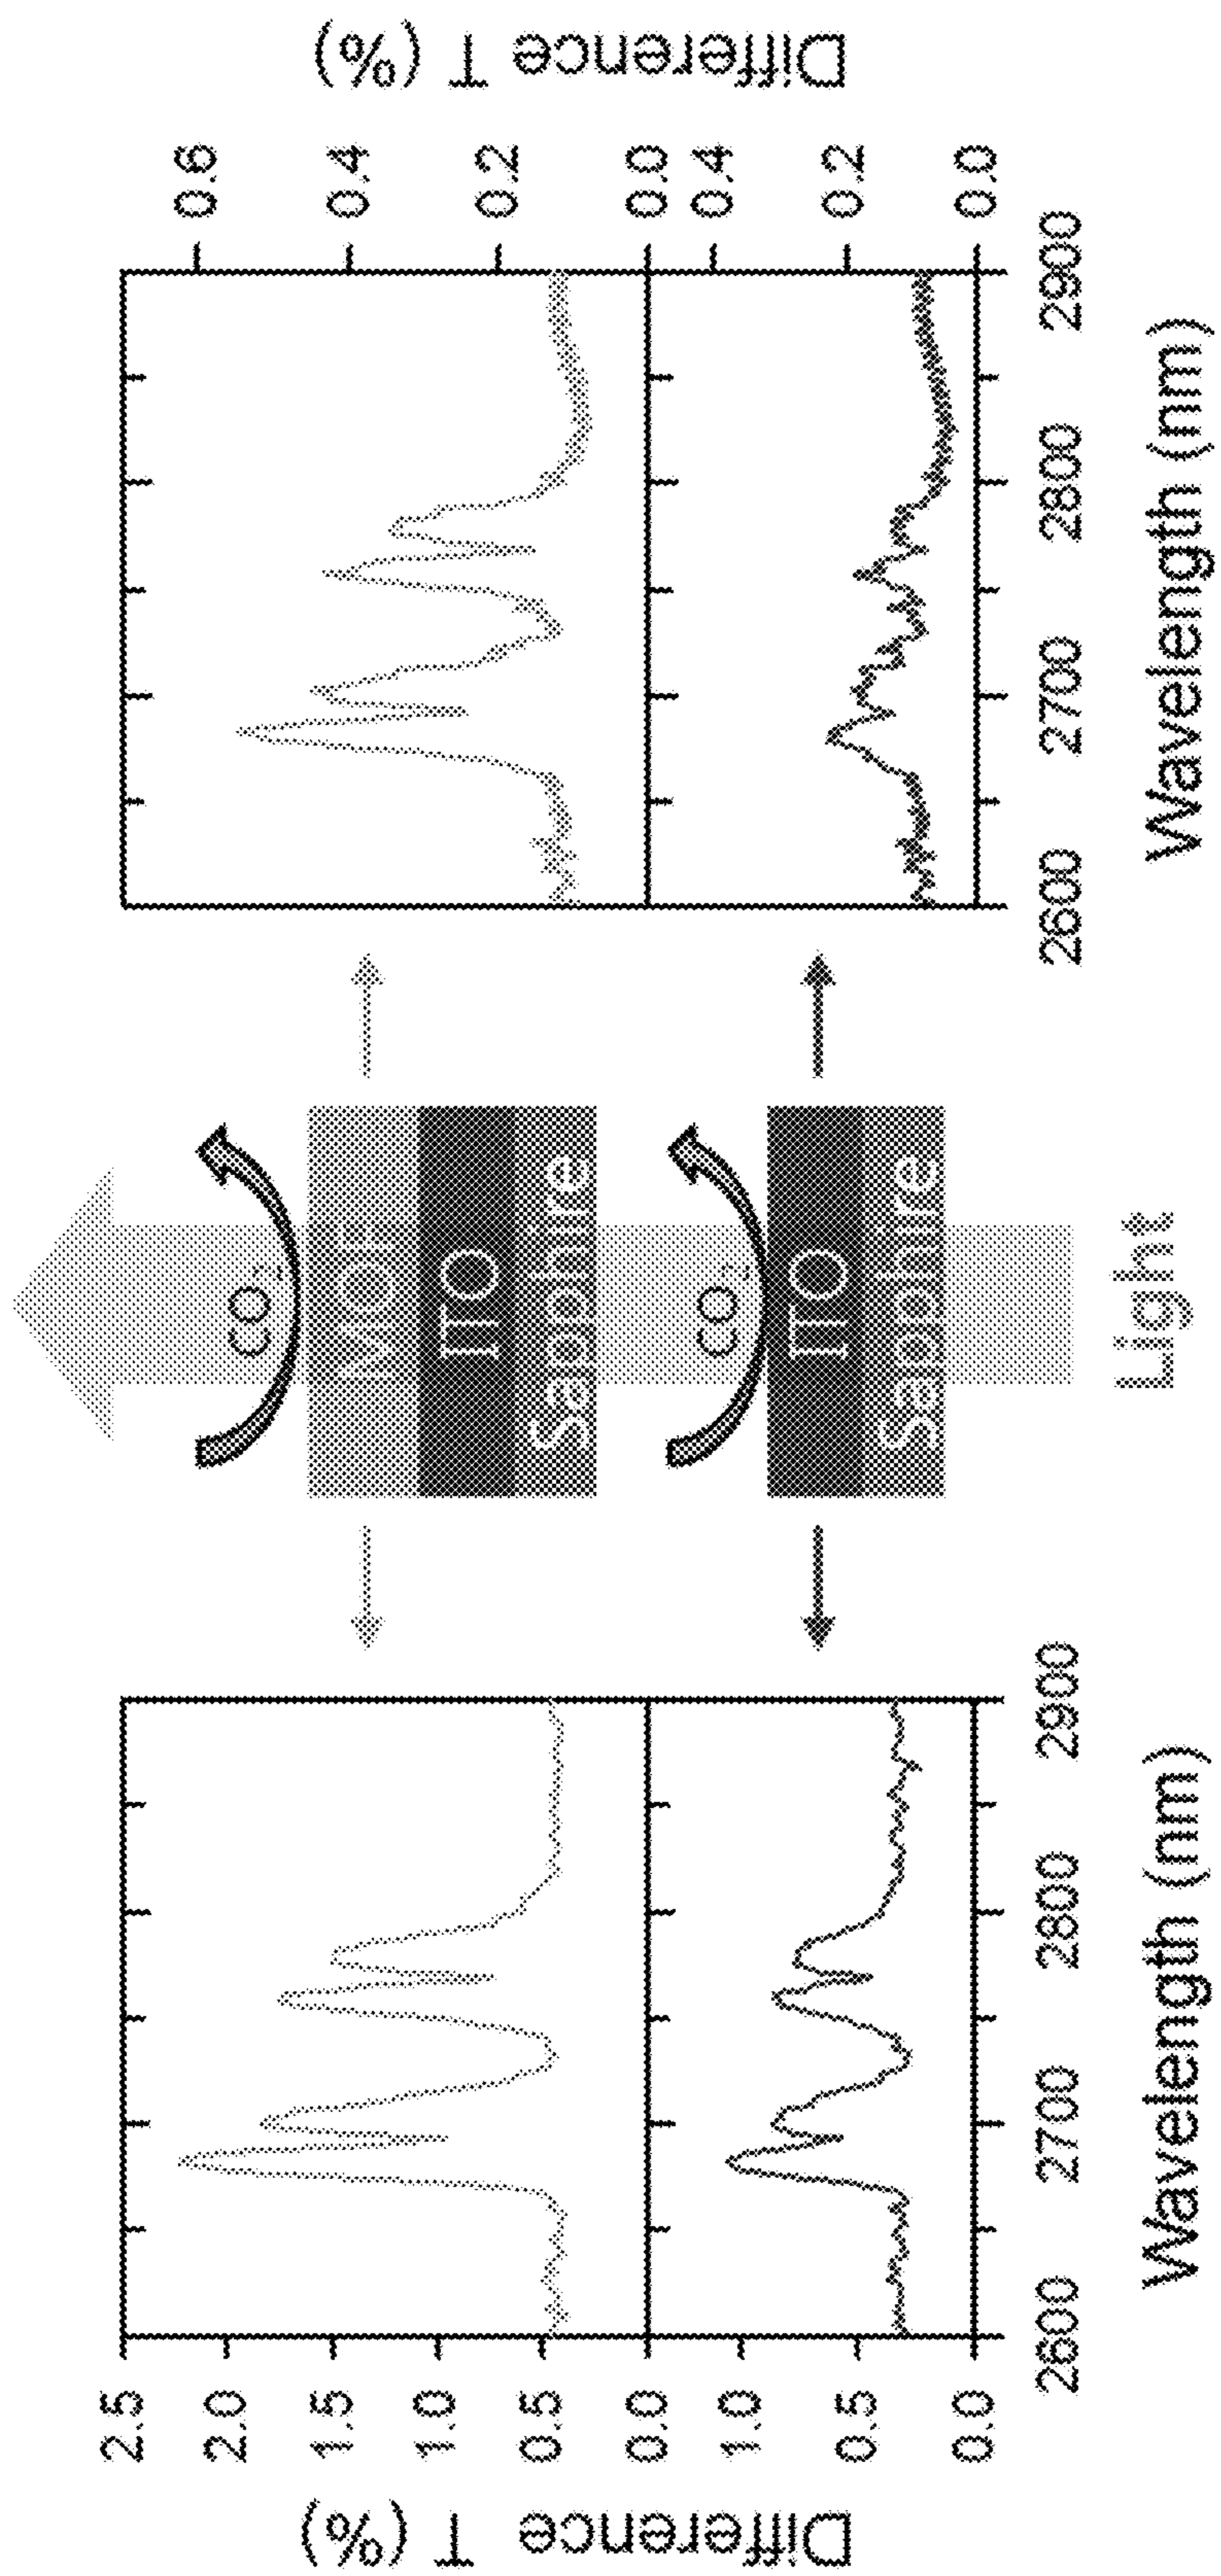 Difference T (%)
2.5
2.0
1.5
1.0
0.5
0.0
1.0
0.5
0.0
2600
2700
2800
2900
Wavelength (nm)
CO₂
MOF
ITO
Sapphire
CO₂
ITO
Sapphire
Light
Difference T (%)
0.6
0.4
0.2
0.0
0.4
0.2
0.0
2600
2700
2800
2900
Wavelength (nm)